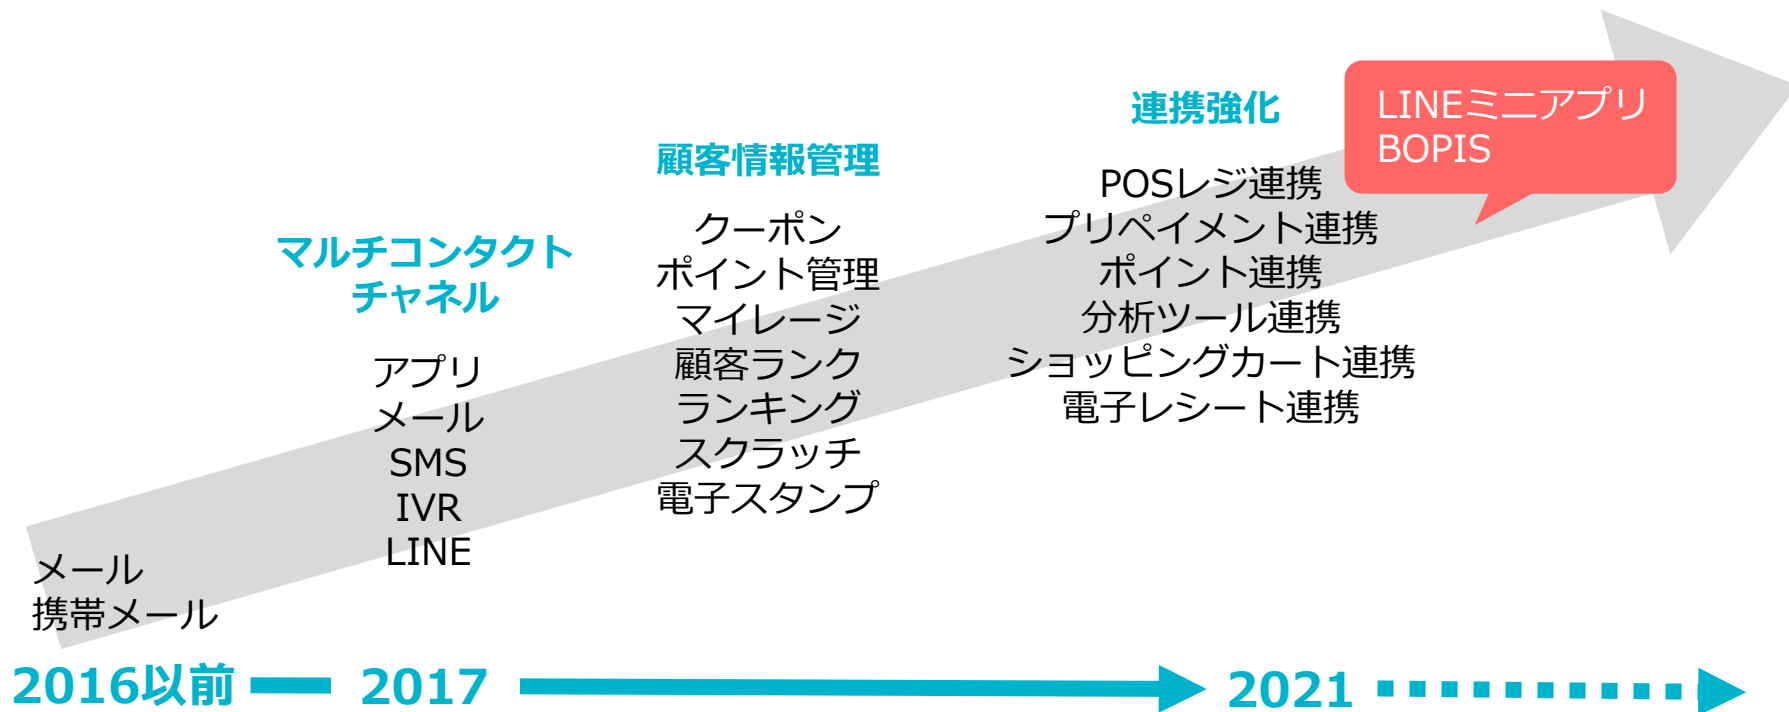 メール
携帯メール
マルチコンタクト
チャネル
アプリ
メール
SMS
IVR
LINE
顧客情報管理
クーポン
ポイント管理
マイレージ
顧客ランク
ランキング
スクラッチ
電子スタンプ
連携強化
POSレジ連携
プリペイメント連携
ポイント連携
分析ツール連携
ショッピングカート連携
電子レシート連携
LINEミニアプリ
BOPIS
2016以前
2017
2021